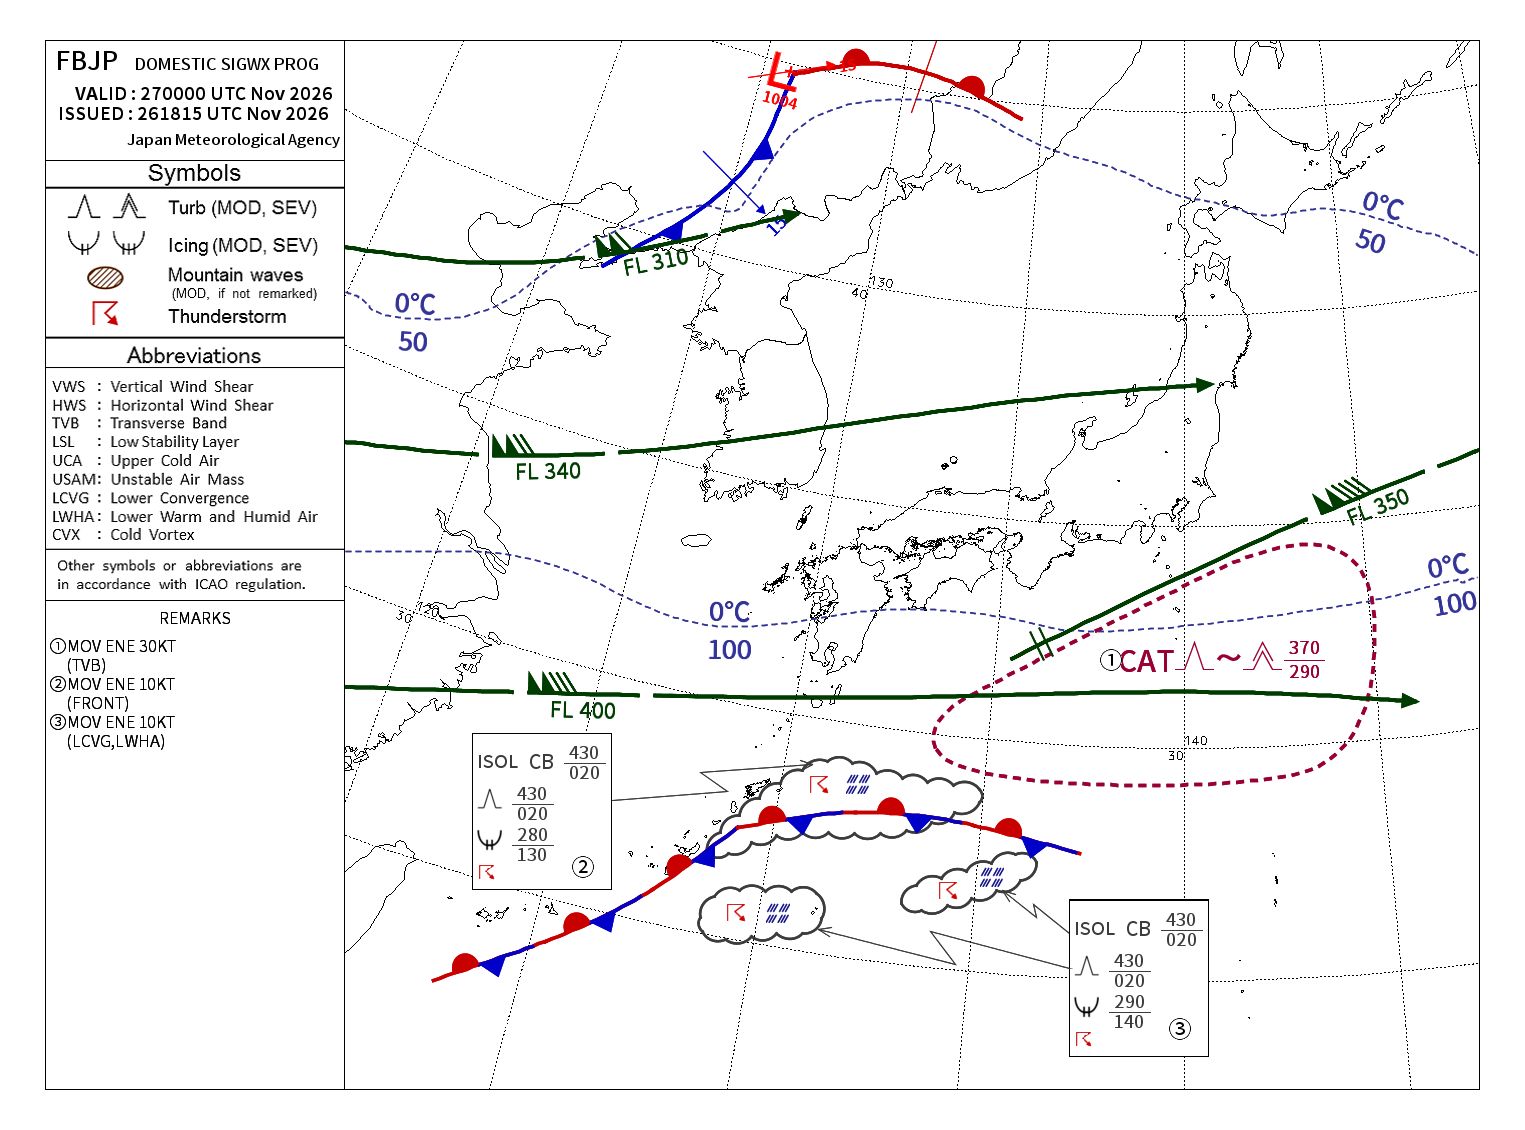 FBJP DOMESTIC SIGWX PROG
VALID : 270000 UTC Nov 2026
ISSUED : 261815 UTC Nov 2026
Japan Meteorological Agency
Symbols
Turb (MOD, SEV)
Icing (MOD, SEV)
Mountain waves
(MOD, if not remarked)
Thunderstorm
Abbreviations
VWS : Vertical Wind Shear
HWS : Horizontal Wind Shear
TVB : Transverse Band
LSL : Low Stability Layer
UCA : Upper Cold Air
USAM: Unstable Air Mass
LCVG : Lower Convergence
LWHA: Lower Warm and Humid Air
CVX : Cold Vortex
Other symbols or abbreviations are
in accordance with ICAO regulation.
REMARKS
①MOV ENE 30KT
(TVB)
②MOV ENE 10KT
(FRONT)
③MOV ENE 10KT
(LCVG,LWHA)
L
15
1004
15
FL 310
0°C
50
0°C
50
40
130
FL 340
FL 350
30
120
0°C
100
0°C
100
①CAT ~ 370
290
FL 400
140
30
ISOL CB 430
020
430
020
280
130
②
ISOL CB 430
020
430
020
290
140
③